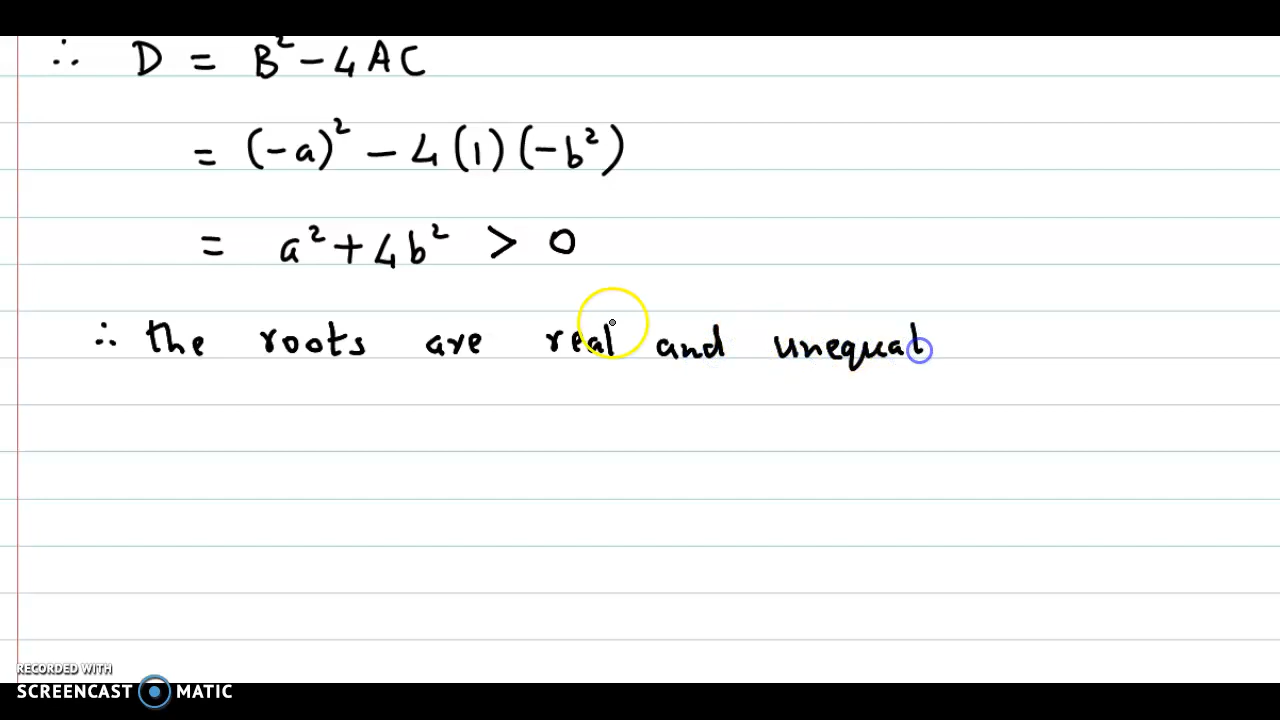 ∴ D = B² - 4AC
= (-a)² - 4(1)(-b²)
= a² + 4b² > 0
∴ the roots are real and unequal
RECORDED WITH
SCREENCAST MATIC